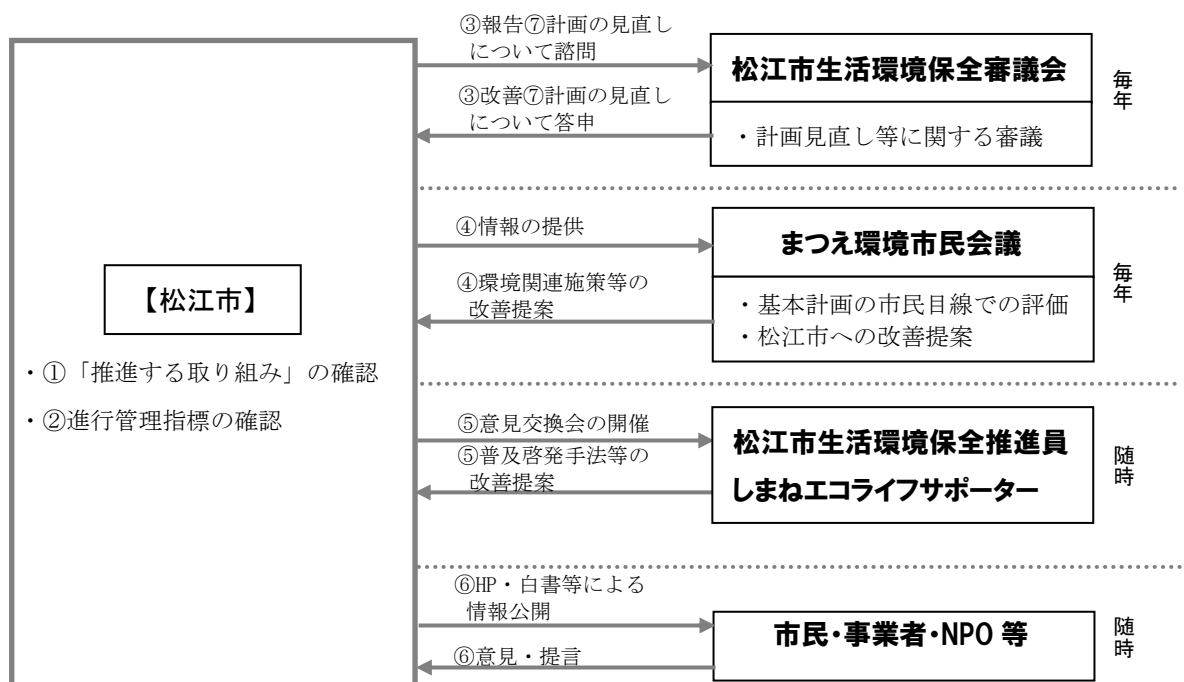 【松江市】
・①「推進する取り組み」の確認
・②進行管理指標の確認
③報告⑦計画の見直し
について諮問
③改善⑦計画の見直し
について答申
松江市生活環境保全審議会
・計画見直し等に関する審議
毎年
④情報の提供
④環境関連施策等の
改善提案
まつえ環境市民会議
・基本計画の市民目線での評価
・松江市への改善提案
毎年
⑤意見交換会の開催
⑤普及啓発手法等の
改善提案
松江市生活環境保全推進員
しまねエコライフサポーター
随時
⑥HP・白書等による
情報公開
⑥意見・提言
市民・事業者・NPO 等
随時